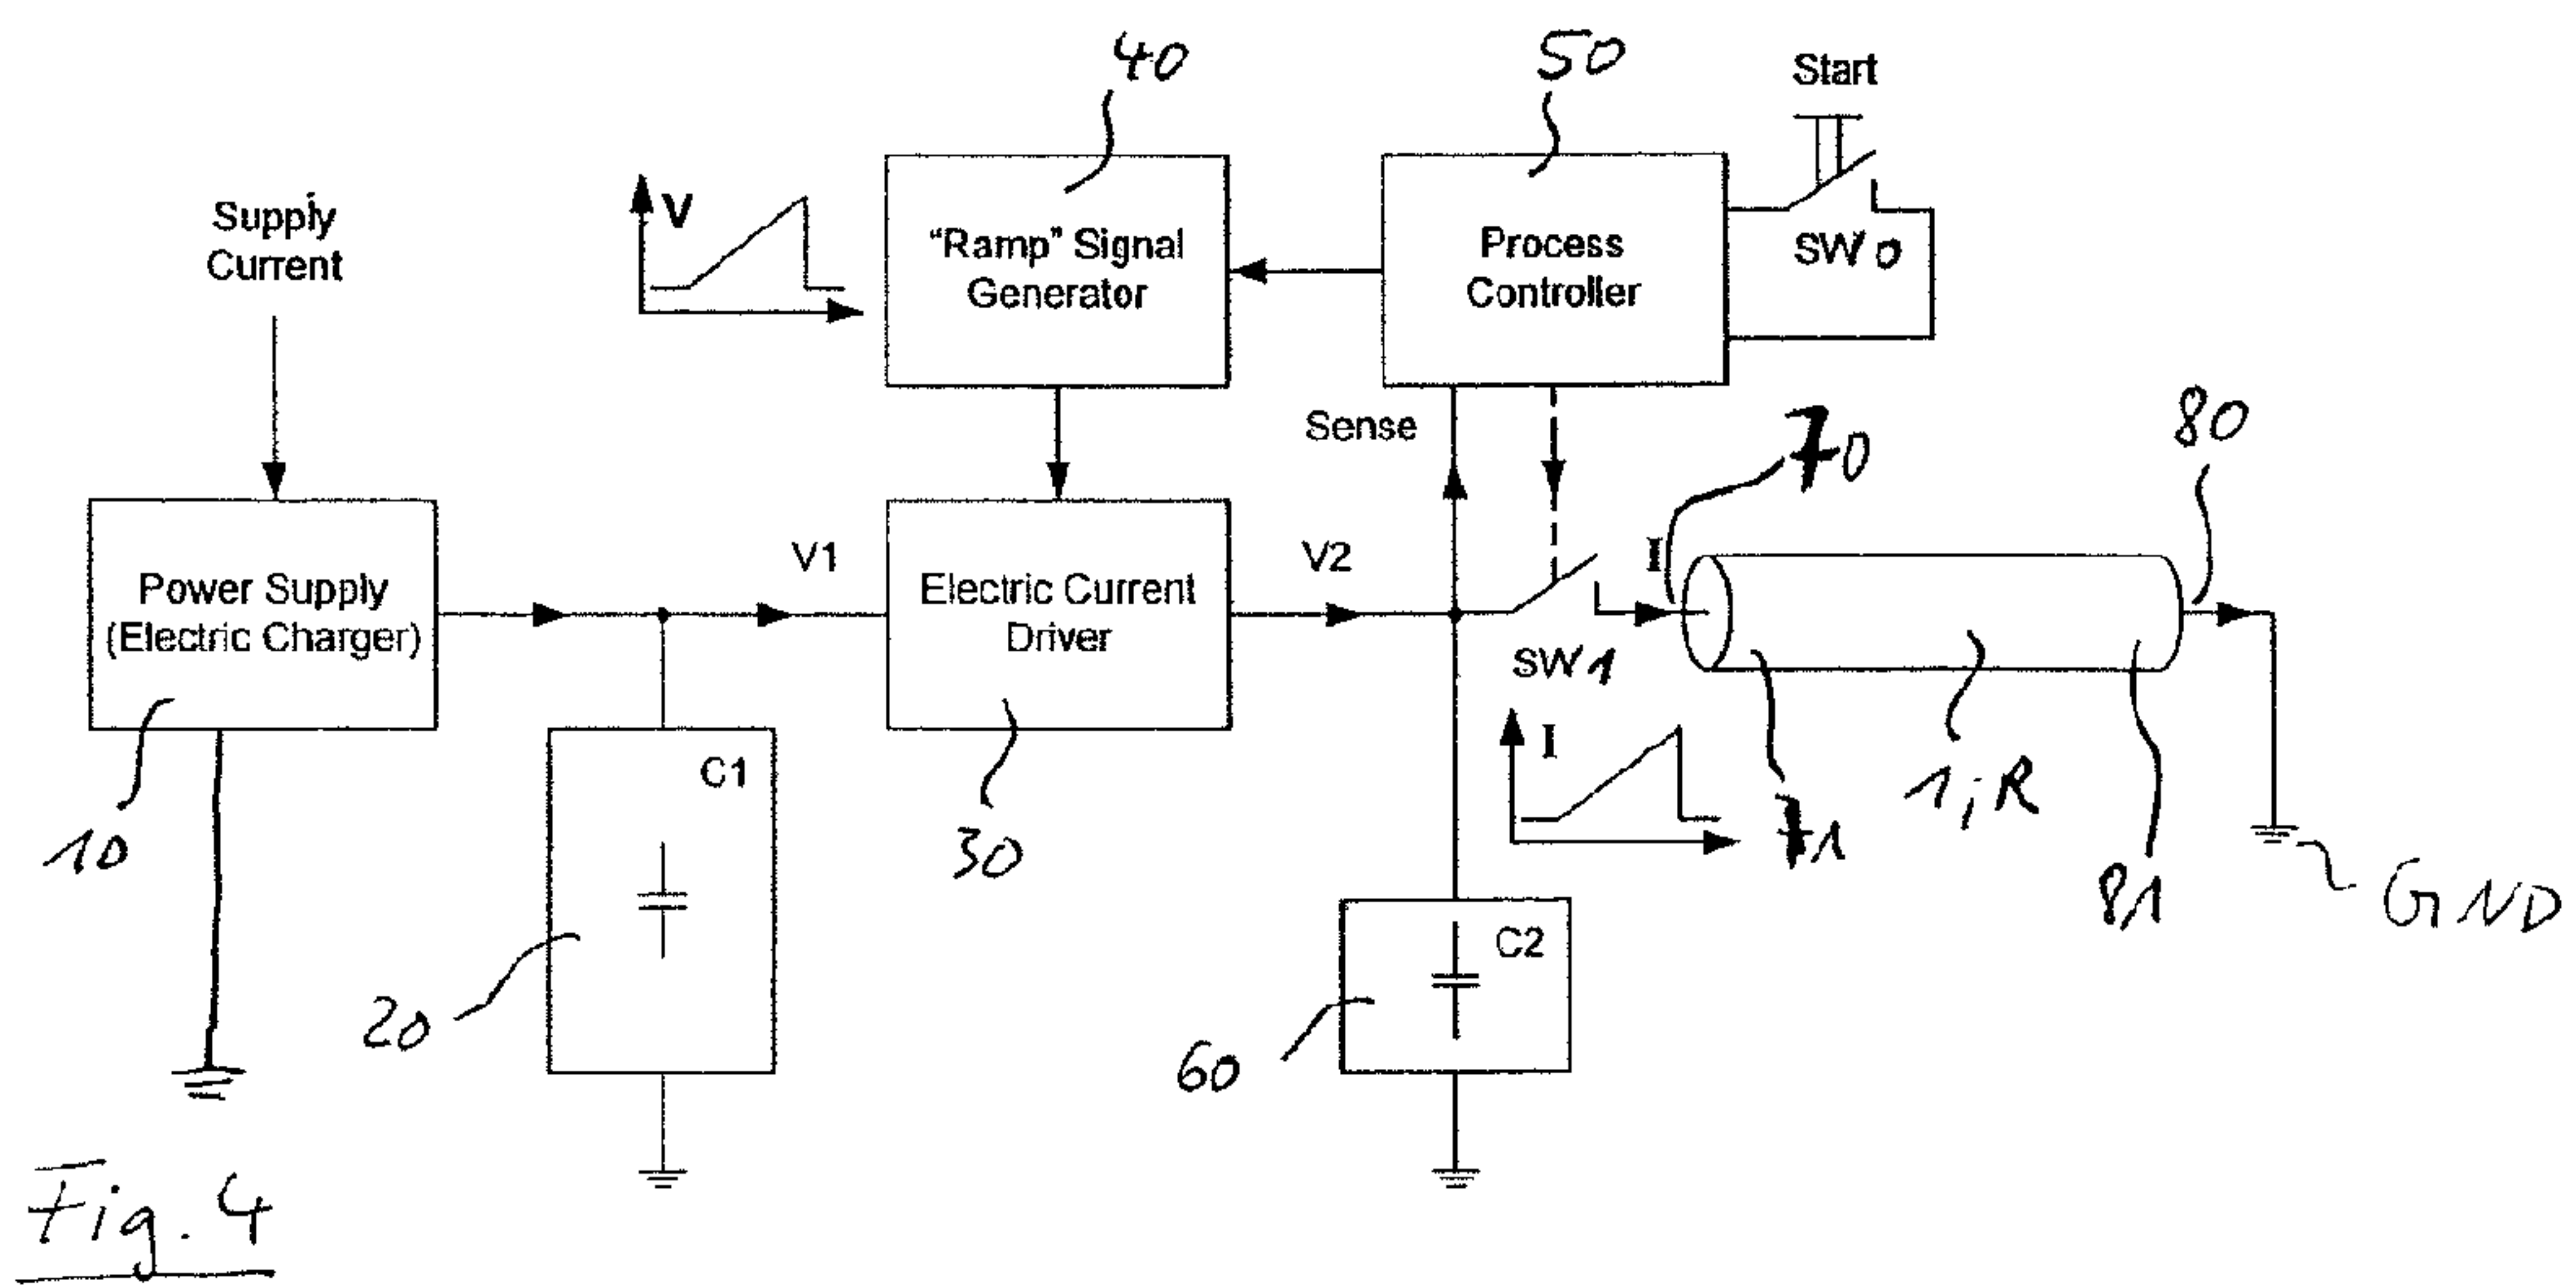 40
50
Start
Supply
Current
V
"Ramp" Signal
Generator
Process
Controller
SW0
Sense
70
80
Power Supply
(Electric Charger)
V1
Electric Current
Driver
V2
I
SW1
C1
I
10
30
71
1,R
81
GND
20
C2
60
Fig. 4